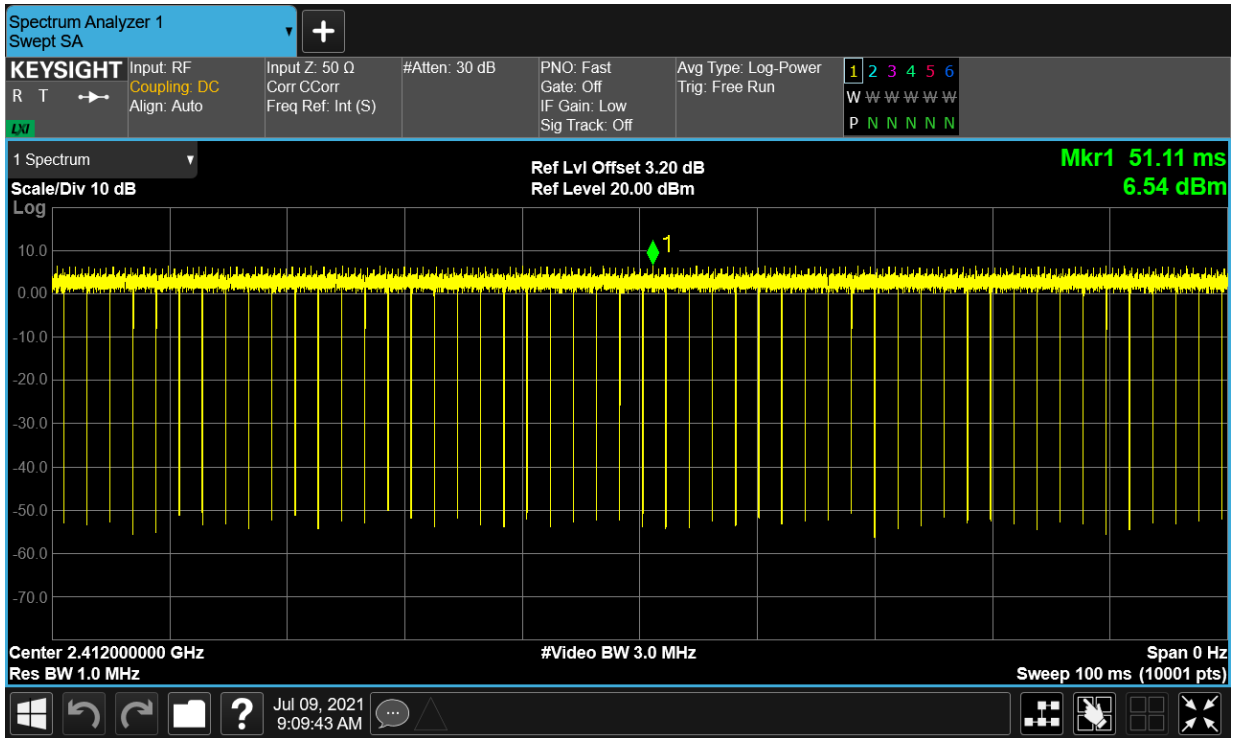 Spectrum Analyzer 1
Swept SA
KEYSIGHT
R T
LXI
Input: RF
Coupling: DC
Align: Auto
Input Z: 50 Ω
Corr CCorr
Freq Ref: Int (S)
#Atten: 30 dB
PNO: Fast
Gate: Off
IF Gain: Low
Sig Track: Off
Avg Type: Log-Power
Trig: Free Run
1 2 3 4 5 6
W W W W W W
P N N N N N
1 Spectrum
Scale/Div 10 dB
Log
Ref Lvl Offset 3.20 dB
Ref Level 20.00 dBm
Mkr1 51.11 ms
6.54 dBm
1
10.0
0.00
-10.0
-20.0
-30.0
-40.0
-50.0
-60.0
-70.0
Center 2.412000000 GHz
Res BW 1.0 MHz
#Video BW 3.0 MHz
Span 0 Hz
Sweep 100 ms (10001 pts)
?
Jul 09, 2021
9:09:43 AM